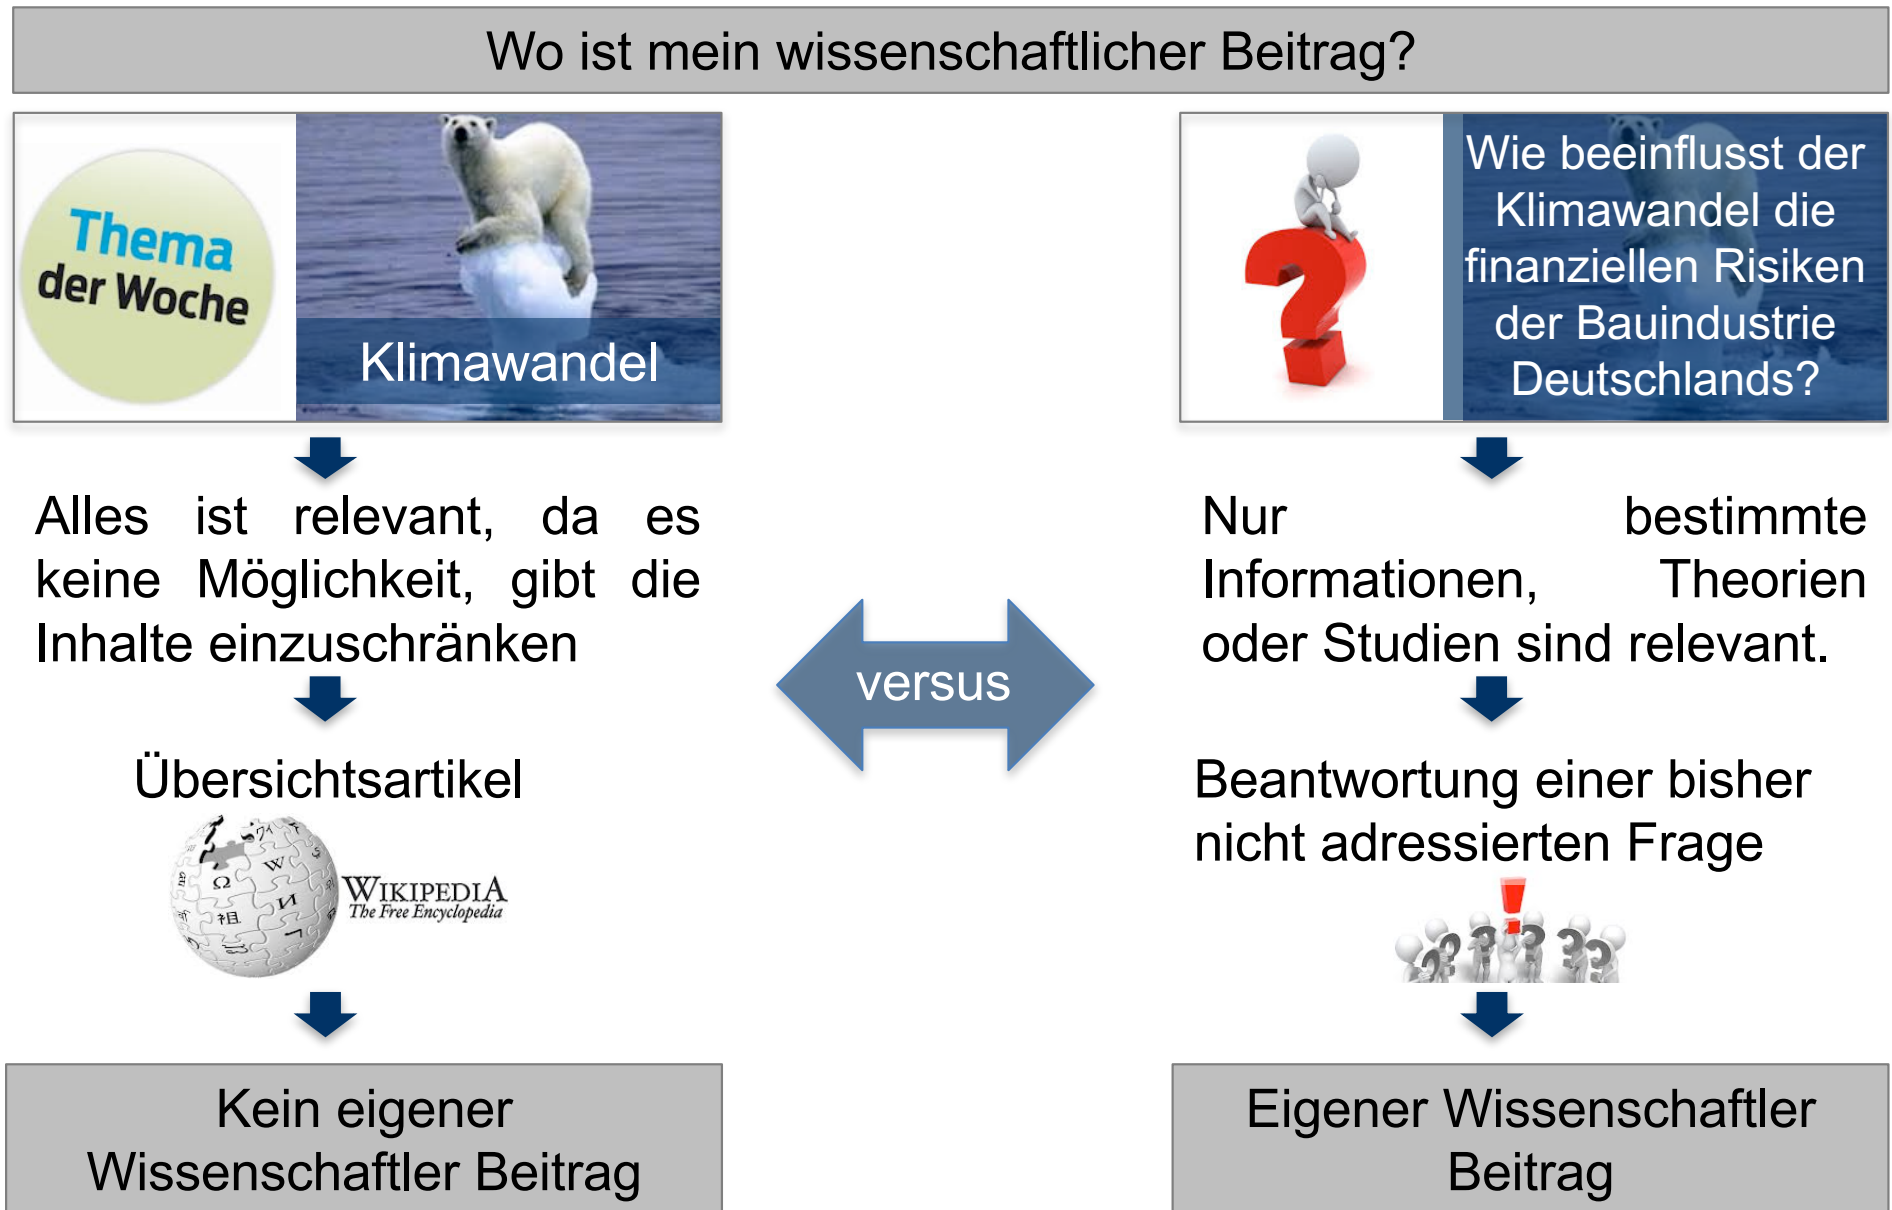 Wo ist mein wissenschaftlicher Beitrag?
Thema
der Woche
Klimawandel
Alles ist relevant, da es
keine Möglichkeit, gibt die
Inhalte einzuschränken
Übersichtsartikel
WIKIPEDIA
The Free Encyclopedia
Kein eigener
Wissenschaftler Beitrag
versus
Wie beeinflusst der
Klimawandel die
finanziellen Risiken
der Bauindustrie
Deutschlands?
Nur bestimmte
Informationen, Theorien
oder Studien sind relevant.
Beantwortung einer bisher
nicht adressierten Frage
Eigener Wissenschaftler
Beitrag